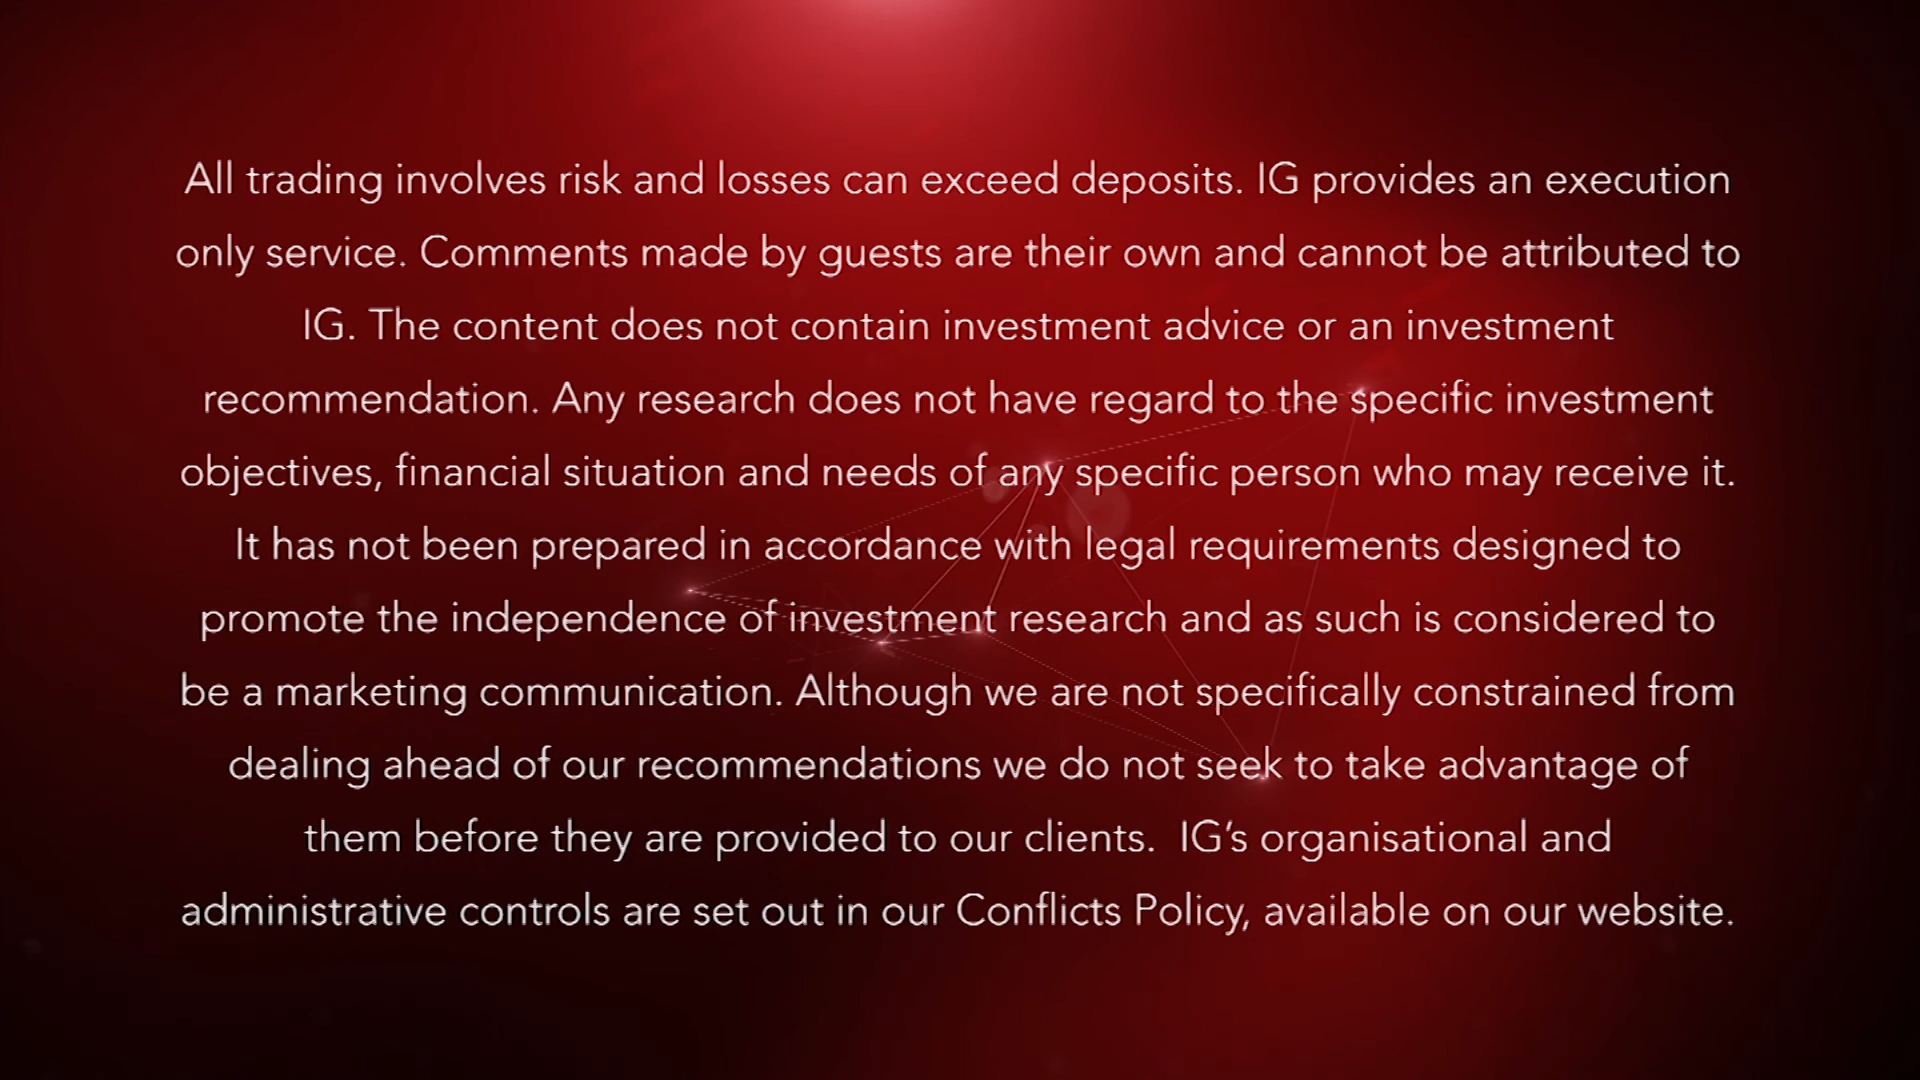 All trading involves risk and losses can exceed deposits. IG provides an execution
only service. Comments made by guests are their own and cannot be attributed to
IG. The content does not contain investment advice or an investment
recommendation. Any research does not have regard to the specific investment
objectives, financial situation and needs of any specific person who may receive it.
It has not been prepared in accordance with legal requirements designed to
promote the independence of investment research and as such is considered to
be a marketing communication. Although we are not specifically constrained from
dealing ahead of our recommendations we do not seek to take advantage of
them before they are provided to our clients.  IG’s organisational and
administrative controls are set out in our Conflicts Policy, available on our website.